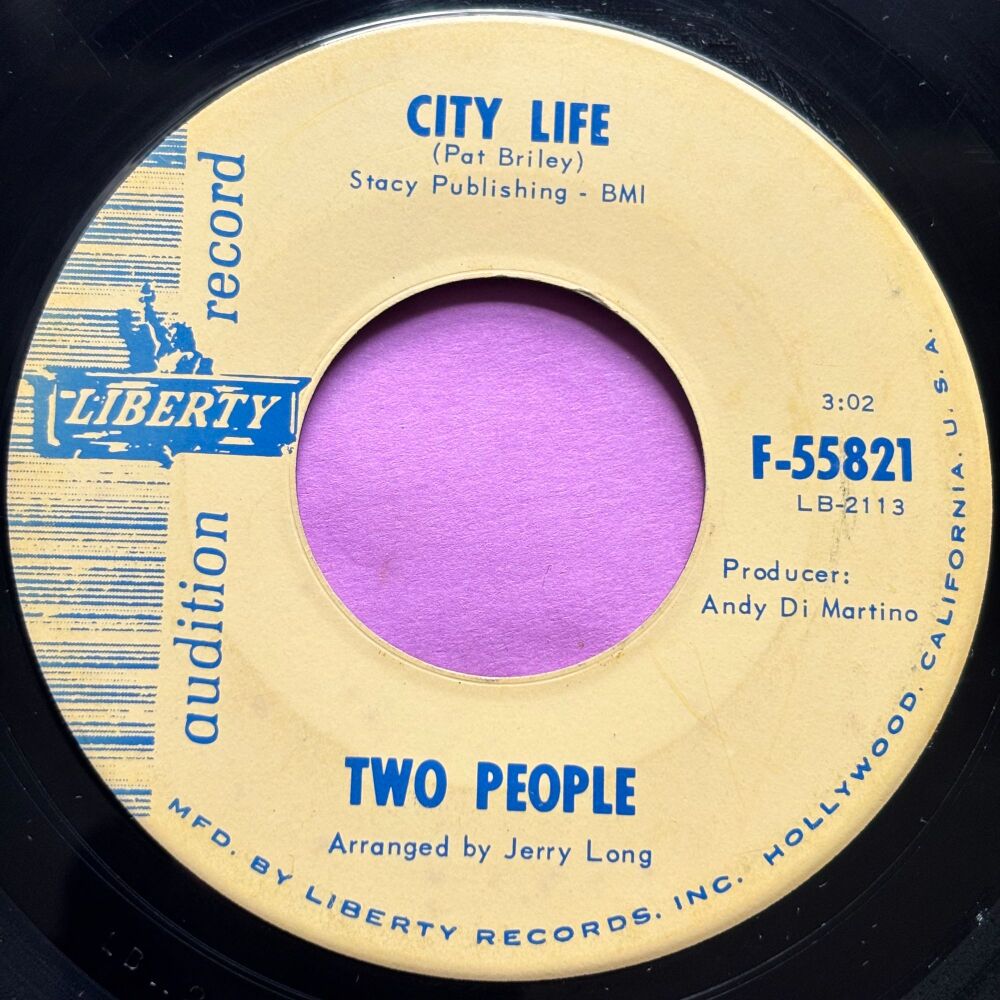 CITY LIFE
(Pat Briley)
Stacy Publishing - BMI
audition record
LIBERTY
3:02
F-55821
LB-2113
Producer:
Andy Di Martino
TWO PEOPLE
Arranged by Jerry Long
MFD. BY LIBERTY RECORDS, INC. HOLLYWOOD, CALIFORNIA, U. S. A.